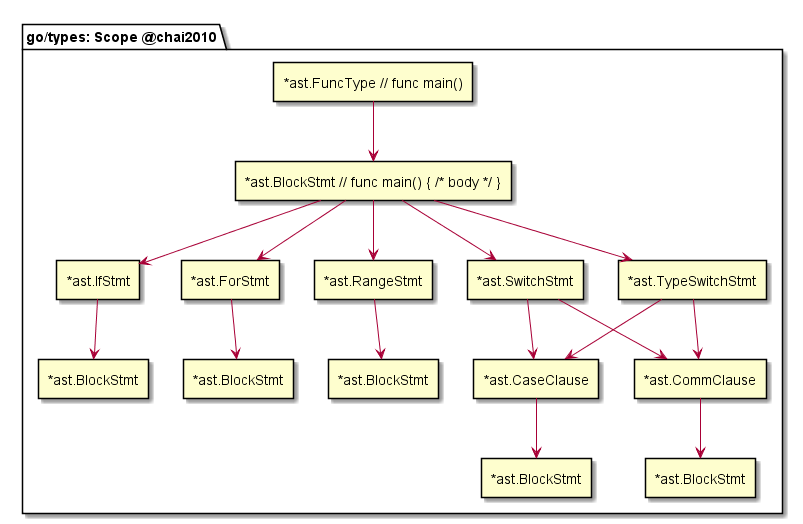 go/types: Scope @chai2010
*ast.FuncType // func main()
*ast.BlockStmt // func main() { /* body */ }
*ast.IfStmt
*ast.ForStmt
*ast.RangeStmt
*ast.SwitchStmt
*ast.TypeSwitchStmt
*ast.BlockStmt
*ast.BlockStmt
*ast.BlockStmt
*ast.CaseClause
*ast.CommClause
*ast.BlockStmt
*ast.BlockStmt